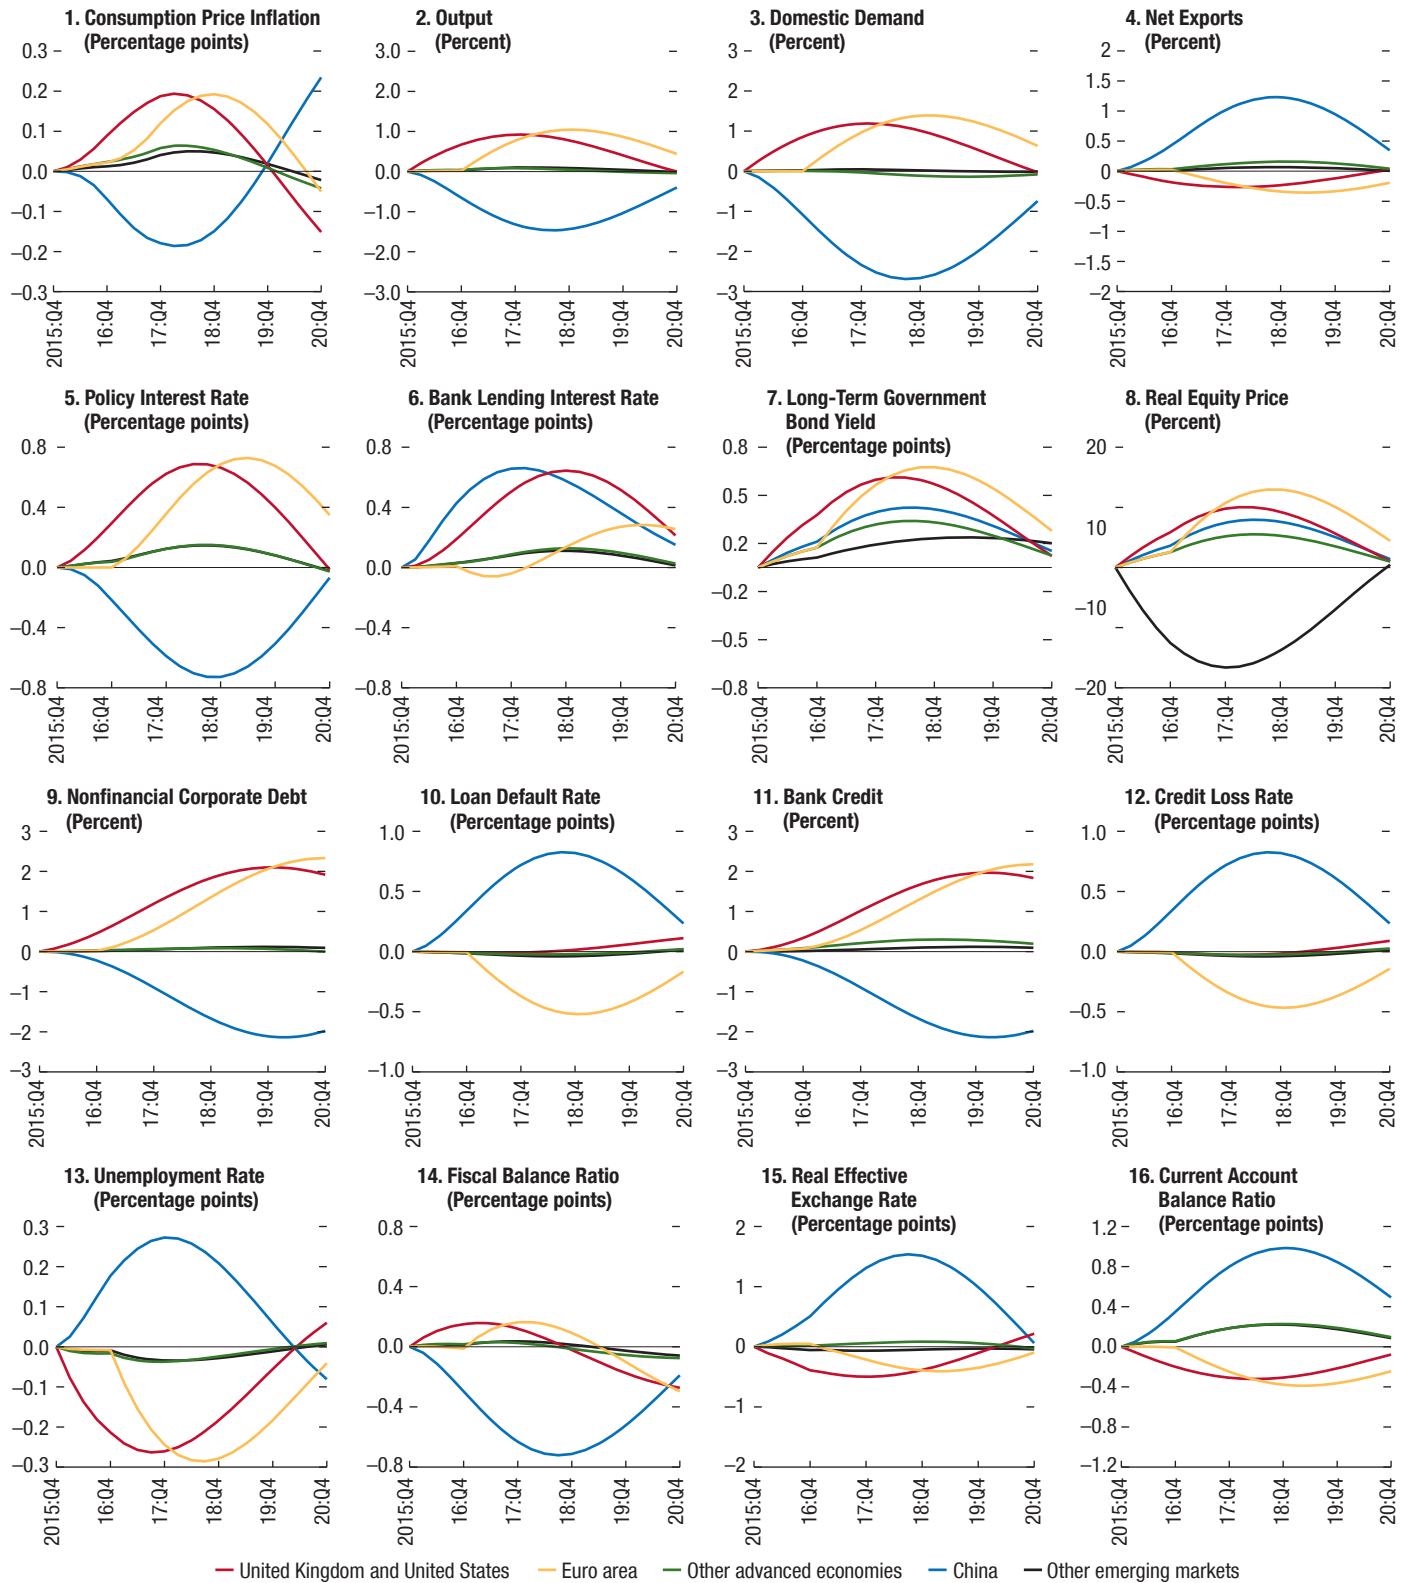 1. Consumption Price Inflation
(Percentage points)
0.3
0.2
0.1
0.0
–0.1
–0.2
–0.3
2015:Q4
16:Q4
17:Q4
18:Q4
19:Q4
20:Q4
2. Output
(Percent)
3.0
2.0
1.0
0.0
–1.0
–2.0
–3.0
2015:Q4
16:Q4
17:Q4
18:Q4
19:Q4
20:Q4
3. Domestic Demand
(Percent)
3
2
1
0
–1
–2
–3
2015:Q4
16:Q4
17:Q4
18:Q4
19:Q4
20:Q4
4. Net Exports
(Percent)
2
1.5
1
0.5
0
–0.5
–1
–1.5
–2
2015:Q4
16:Q4
17:Q4
18:Q4
19:Q4
20:Q4
5. Policy Interest Rate
(Percentage points)
0.8
0.4
0.0
–0.4
–0.8
2015:Q4
16:Q4
17:Q4
18:Q4
19:Q4
20:Q4
6. Bank Lending Interest Rate
(Percentage points)
0.8
0.4
0.0
–0.4
–0.8
2015:Q4
16:Q4
17:Q4
18:Q4
19:Q4
20:Q4
7. Long-Term Government
Bond Yield
(Percentage points)
0.8
0.5
0.2
–0.2
–0.5
–0.8
2015:Q4
16:Q4
17:Q4
18:Q4
19:Q4
20:Q4
8. Real Equity Price
(Percent)
20
10
–10
–20
2015:Q4
16:Q4
17:Q4
18:Q4
19:Q4
20:Q4
9. Nonfinancial Corporate Debt
(Percent)
3
2
1
0
–1
–2
–3
2015:Q4
16:Q4
17:Q4
18:Q4
19:Q4
20:Q4
10. Loan Default Rate
(Percentage points)
1.0
0.5
0.0
–0.5
–1.0
2015:Q4
16:Q4
17:Q4
18:Q4
19:Q4
20:Q4
11. Bank Credit
(Percent)
3
2
1
0
–1
–2
–3
2015:Q4
16:Q4
17:Q4
18:Q4
19:Q4
20:Q4
12. Credit Loss Rate
(Percentage points)
1.0
0.5
0.0
–0.5
–1.0
2015:Q4
16:Q4
17:Q4
18:Q4
19:Q4
20:Q4
13. Unemployment Rate
(Percentage points)
0.3
0.2
0.1
0.0
–0.1
–0.2
–0.3
2015:Q4
16:Q4
17:Q4
18:Q4
19:Q4
20:Q4
14. Fiscal Balance Ratio
(Percentage points)
0.8
0.4
0.0
–0.4
–0.8
2015:Q4
16:Q4
17:Q4
18:Q4
19:Q4
20:Q4
15. Real Effective
Exchange Rate
(Percentage points)
2
1
0
–1
–2
2015:Q4
16:Q4
17:Q4
18:Q4
19:Q4
20:Q4
16. Current Account
Balance Ratio
(Percentage points)
1.2
0.8
0.4
0.0
–0.4
–0.8
–1.2
2015:Q4
16:Q4
17:Q4
18:Q4
19:Q4
20:Q4
United Kingdom and United States
Euro area
Other advanced economies
China
Other emerging markets